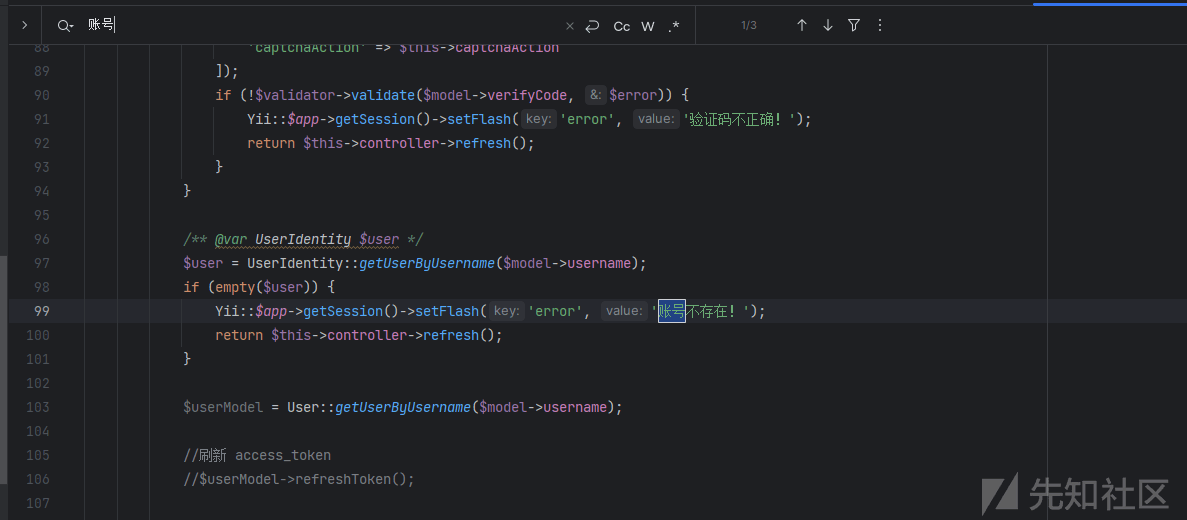 账号
Cc W .* 1/3
88 'captchaAction' => $this->captchaAction
89 ]);
90 if (!$validator->validate($model->verifyCode, &: $error)) {
91 Yii::$app->getSession()->setFlash( key: 'error', value: '验证码不正确！');
92 return $this->controller->refresh();
93 }
94 }
95
96 /** @var UserIdentity $user */
97 $user = UserIdentity::getUserByUsername($model->username);
98 if (empty($user)) {
99 Yii::$app->getSession()->setFlash( key: 'error', value: '账号不存在！');
100 return $this->controller->refresh();
101 }
102
103 $userModel = User::getUserByUsername($model->username);
104
105 //刷新 access_token
106 //$userModel->refreshToken();
107
先知社区